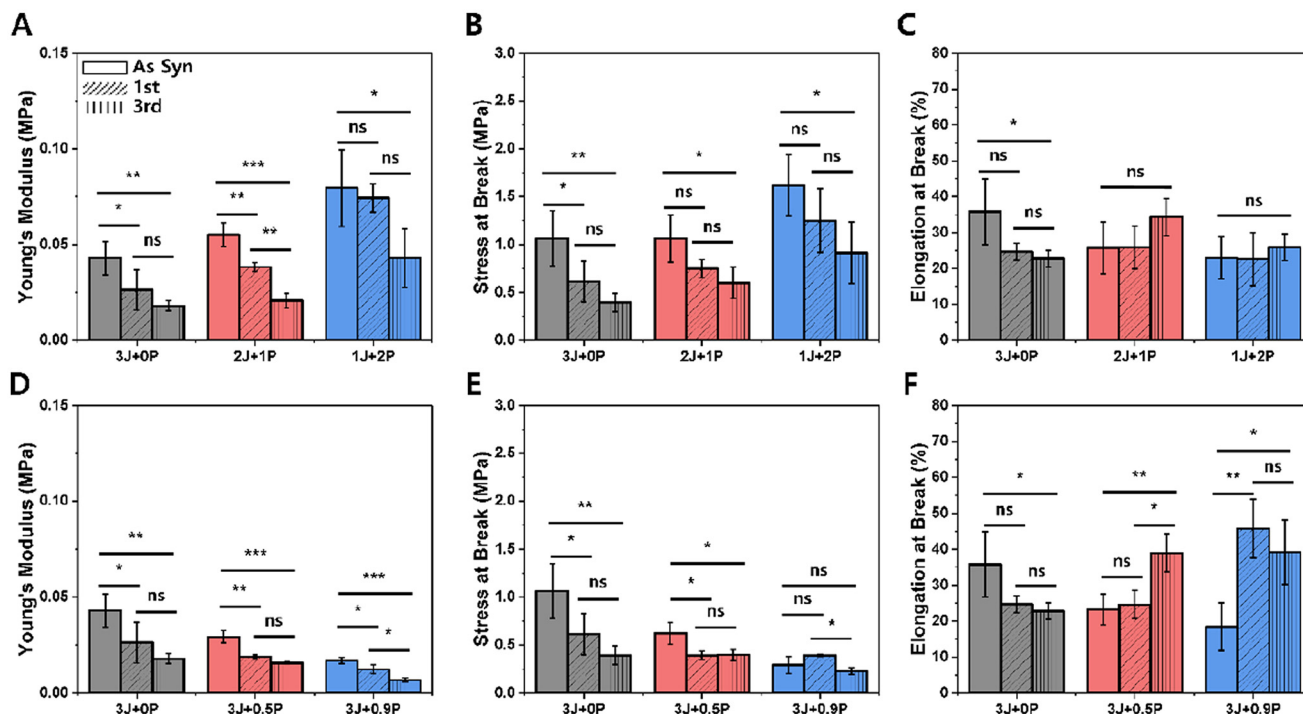 A
Young's Modulus (MPa)
0.15
0.10
0.05
0.00
As Syn
1st
3rd
**
*
ns
***
**
**
*
ns
ns
3J+0P
2J+1P
1J+2P
B
Stress at Break (MPa)
3.0
2.5
2.0
1.5
1.0
0.5
0.0
**
*
ns
*
ns
ns
*
ns
ns
3J+0P
2J+1P
1J+2P
C
Elongation at Break (%)
80
70
60
50
40
30
20
10
0
*
ns
ns
ns
ns
3J+0P
2J+1P
1J+2P
D
Young's Modulus (MPa)
0.15
0.10
0.05
0.00
**
*
ns
***
**
ns
***
*
*
3J+0P
3J+0.5P
3J+0.9P
E
Stress at Break (MPa)
3.0
2.5
2.0
1.5
1.0
0.5
0.0
**
*
ns
*
*
ns
ns
ns
*
3J+0P
3J+0.5P
3J+0.9P
F
Elongation at Break (%)
80
70
60
50
40
30
20
10
0
*
ns
ns
**
*
ns
*
**
ns
3J+0P
3J+0.5P
3J+0.9P